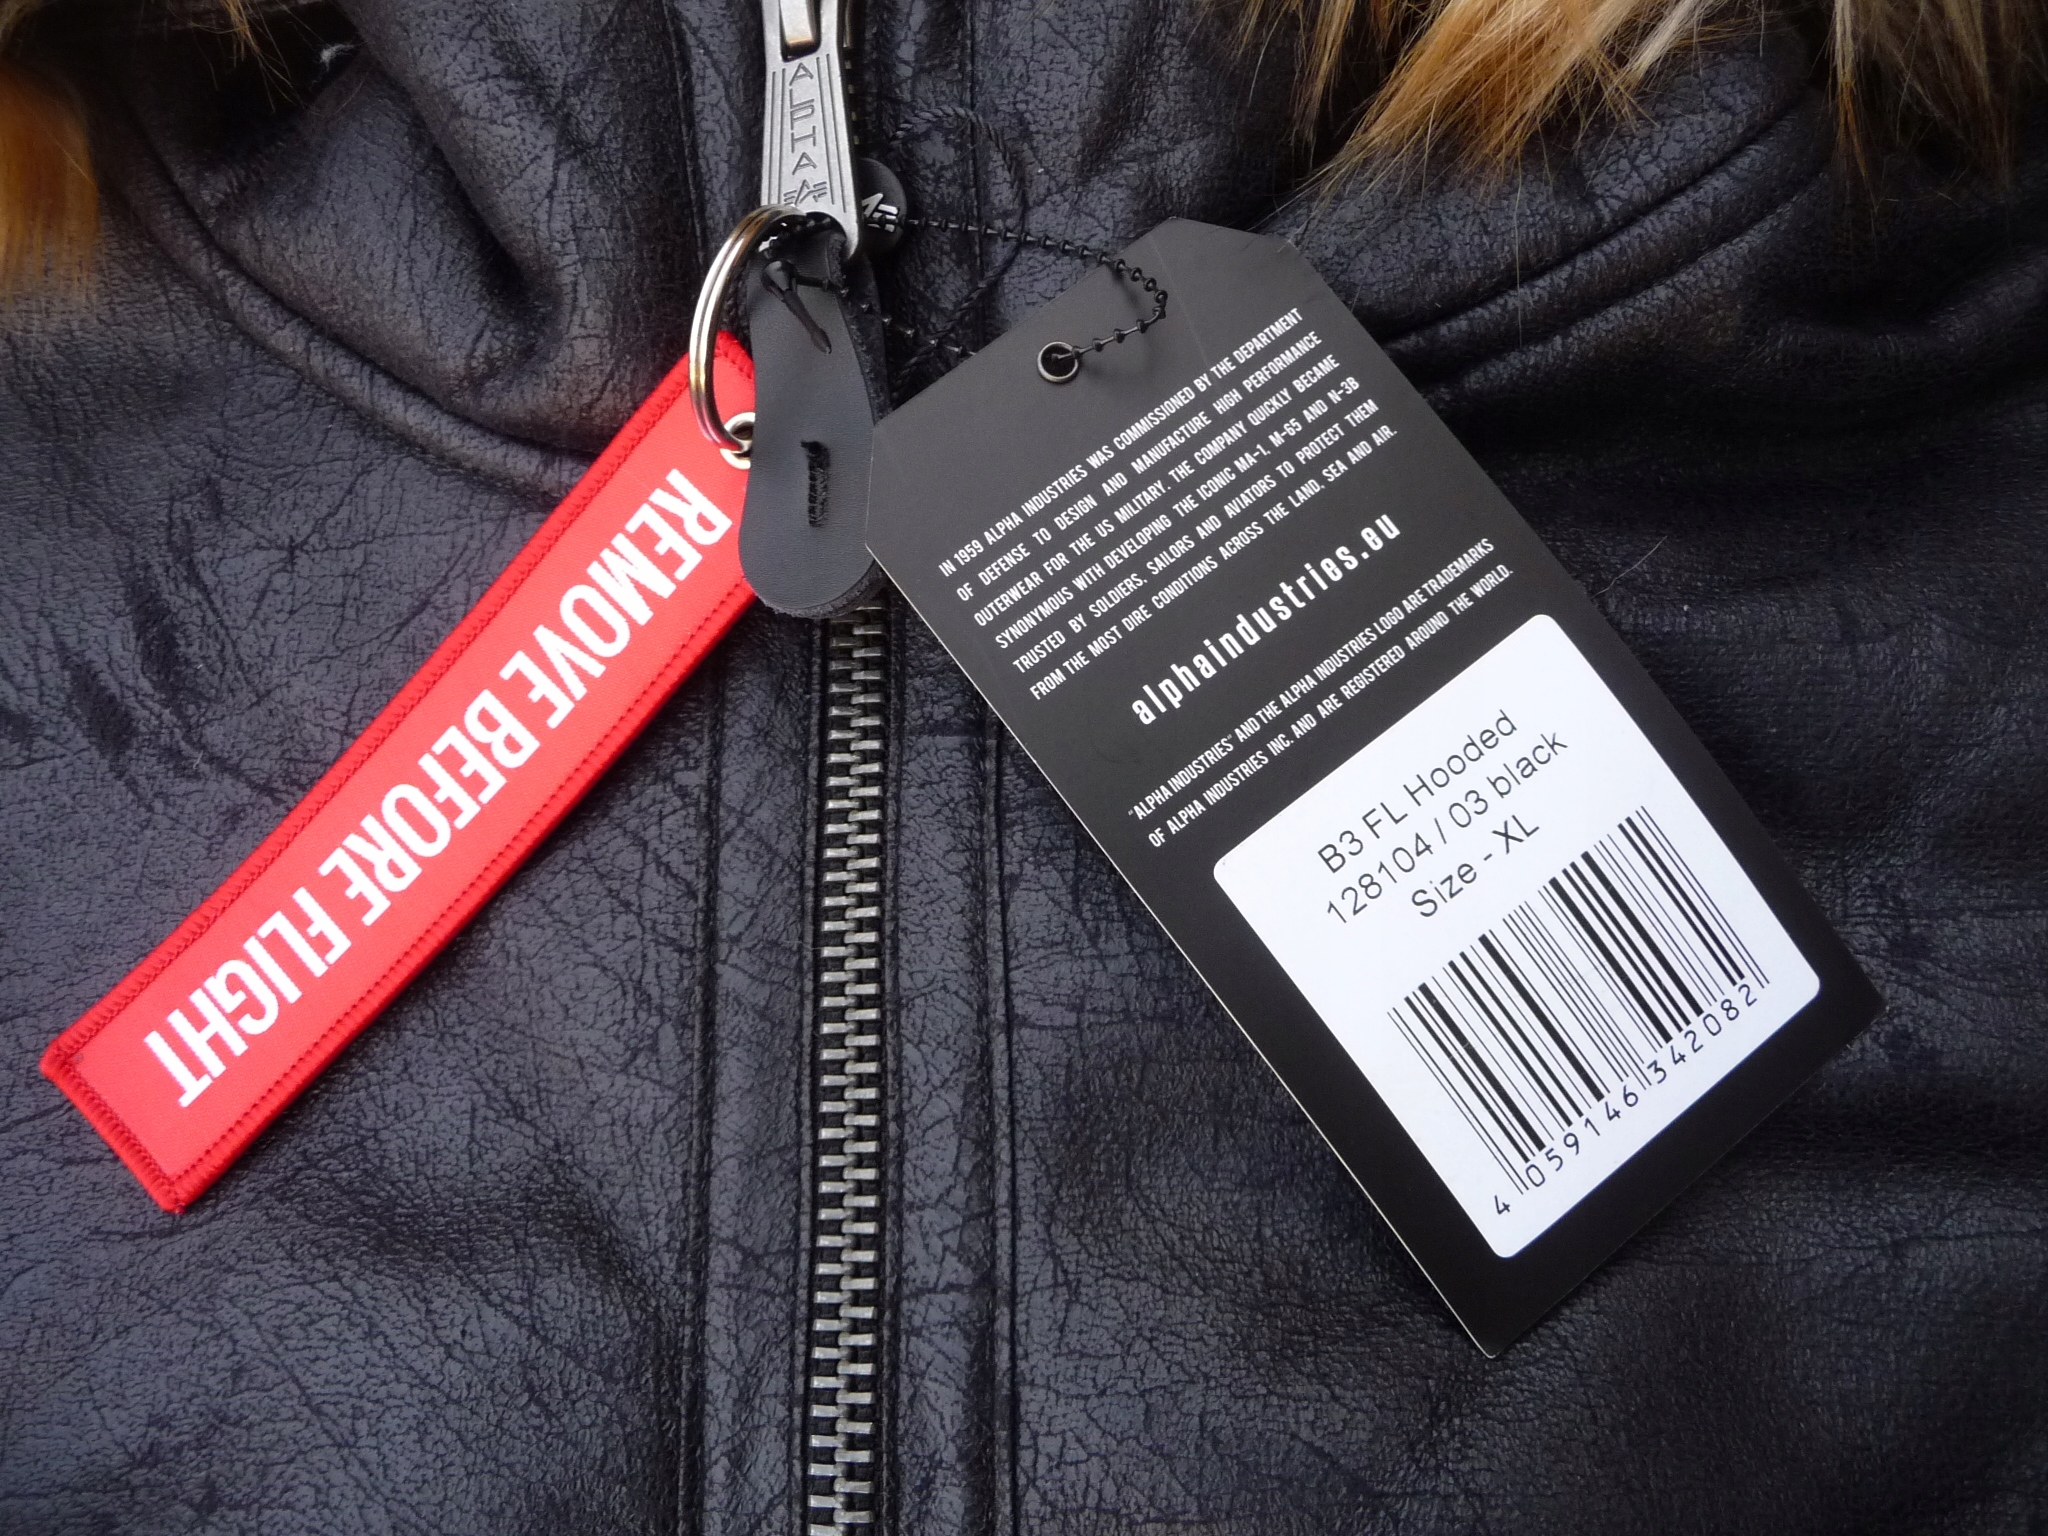 ALPHA
REMOVE BEFORE FLIGHT
IN 1959 ALPHA INDUSTRIES WAS COMMISSIONED BY THE DEPARTMENT
OF DEFENSE TO DESIGN AND MANUFACTURE HIGH PERFORMANCE
OUTERWEAR FOR THE US MILITARY. THE COMPANY QUICKLY BECAME
SYNONYMOUS WITH DEVELOPING THE ICONIC MA-1, M-65 AND N-3B
TRUSTED BY SOLDIERS, SAILORS AND AVIATORS TO PROTECT THEM
FROM THE MOST DIRE CONDITIONS ACROSS THE LAND, SEA AND AIR.
alphaindustries.eu
"ALPHA INDUSTRIES" AND THE ALPHA INDUSTRIES LOGO ARE TRADEMARKS
OF ALPHA INDUSTRIES INC. AND ARE REGISTERED AROUND THE WORLD.
B3 FL Hooded
128104 / 03 black
Size - XL
4 059146 342082